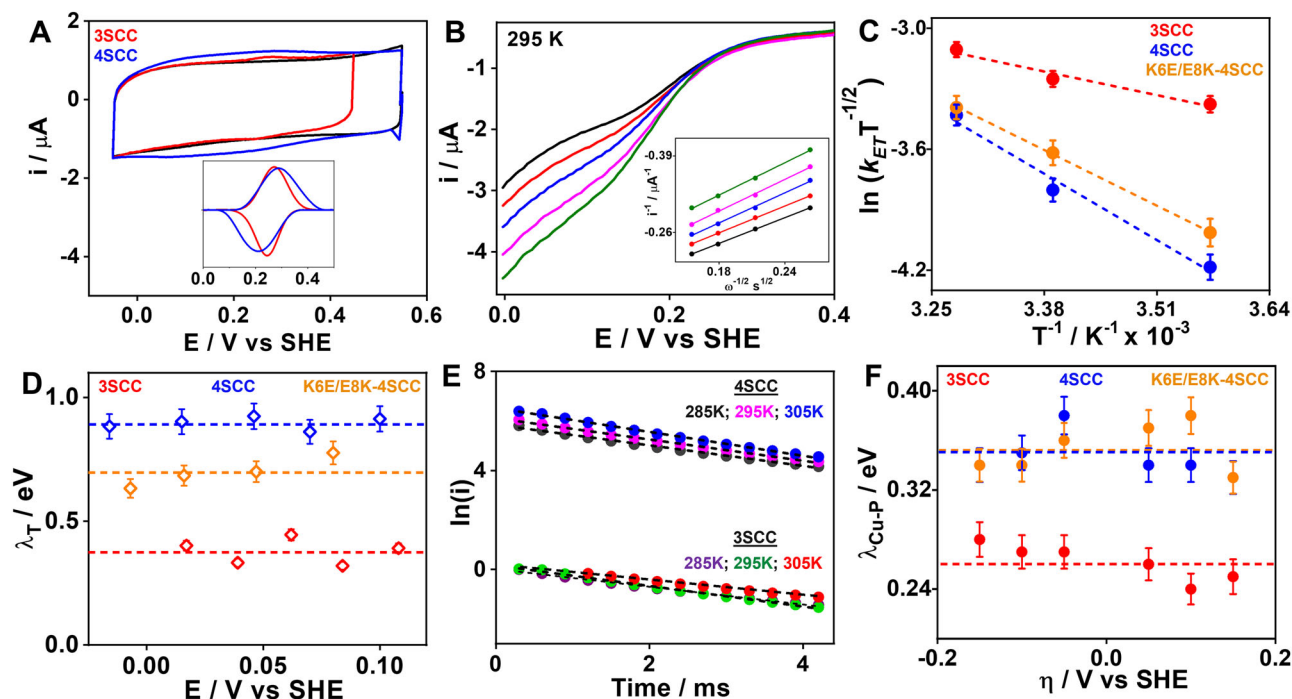 A
3SCC
4SCC
i / µA
2
0
-2
-4
0.0 0.2 0.4
0.0 0.2 0.4 0.6
E / V vs SHE
B
295 K
i / µA
-1
-2
-3
-4
-5
i⁻¹ / µA⁻¹
-0.39
-0.26
0.18 0.24
ω⁻¹/² s¹/²
0.0 0.2 0.4
E / V vs SHE
C
3SCC
4SCC
K6E/E8K-4SCC
ln (k_ET T⁻¹/²)
-3.0
-3.6
-4.2
3.25 3.38 3.51 3.64
T⁻¹ / K⁻¹ x 10⁻³
D
3SCC 4SCC K6E/E8K-4SCC
λ_T / eV
1.0
0.5
0.0
0.00 0.05 0.10
E / V vs SHE
E
4SCC
285K; 295K; 305K
3SCC
285K; 295K; 305K
ln(i)
8
4
0
0 2 4
Time / ms
F
3SCC 4SCC K6E/E8K-4SCC
λ_Cu-P / eV
0.40
0.32
0.24
-0.2 0.0 0.2
η / V vs SHE